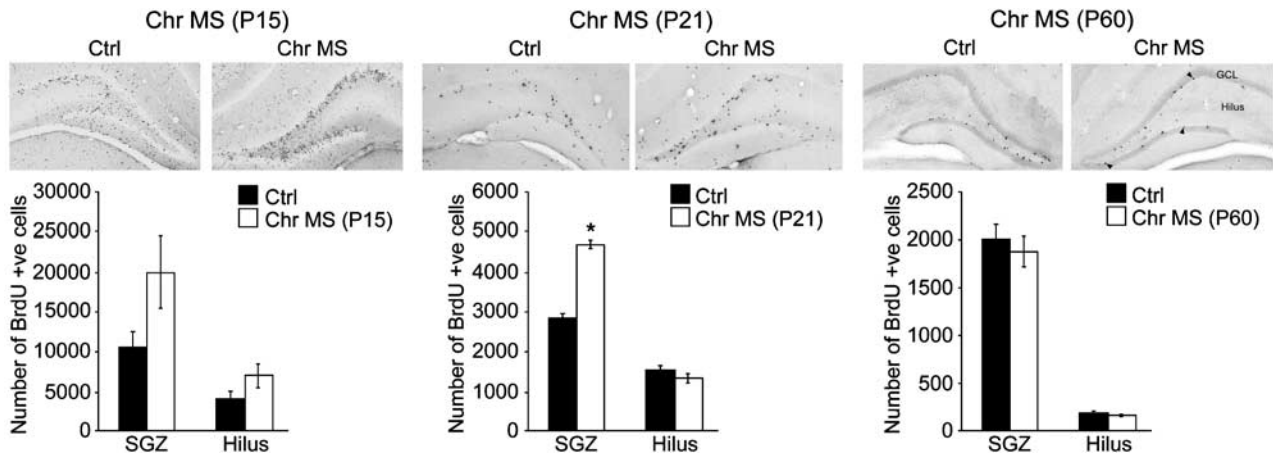 Chr MS (P15)
Ctrl
Chr MS
30000
25000
20000
15000
10000
5000
0
Number of BrdU +ve cells
Ctrl
Chr MS (P15)
SGZ
Hilus
Chr MS (P21)
Ctrl
Chr MS
6000
5000
4000
3000
2000
1000
0
Number of BrdU +ve cells
Ctrl
Chr MS (P21)
*
SGZ
Hilus
Chr MS (P60)
Ctrl
Chr MS
GCL
Hilus
2500
2000
1500
1000
500
0
Number of BrdU +ve cells
Ctrl
Chr MS (P60)
SGZ
Hilus